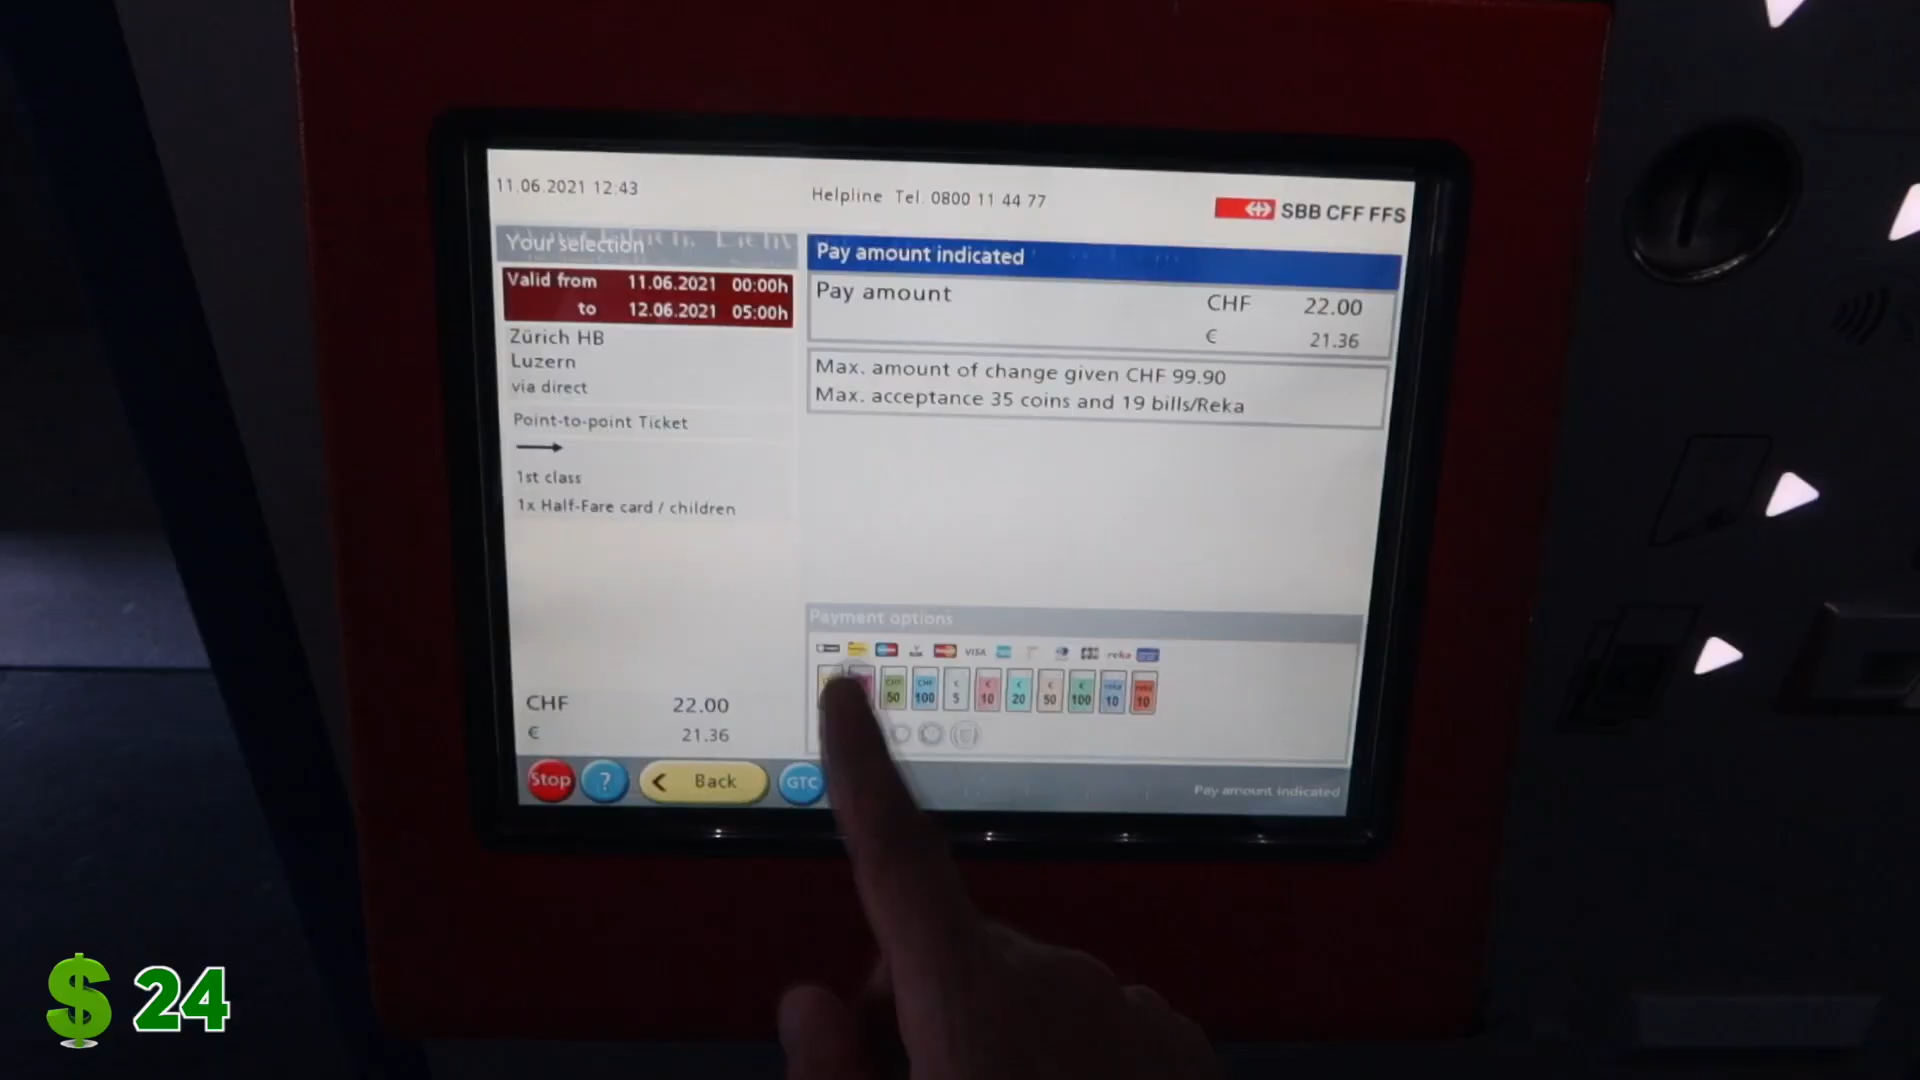 11.06.2021 12:43
Helpline Tel. 0800 11 44 77
SBB CFF FFS
Your selection
Valid from 11.06.2021 00:00h
to 12.06.2021 05:00h
Zürich HB
Luzern
via direct
Point-to-point Ticket
1st class
1x Half-Fare card / children
CHF 22.00
€ 21.36
Pay amount indicated
Pay amount CHF 22.00
€ 21.36
Max. amount of change given CHF 99.90
Max. acceptance 35 coins and 19 bills/Reka
Payment options
VISA
reka
CHF 50
CHF 100
€ 5
€ 10
€ 20
€ 50
€ 100
reka 10
reka 10
Stop
?
Back
GTC
Pay amount indicated
$ 24